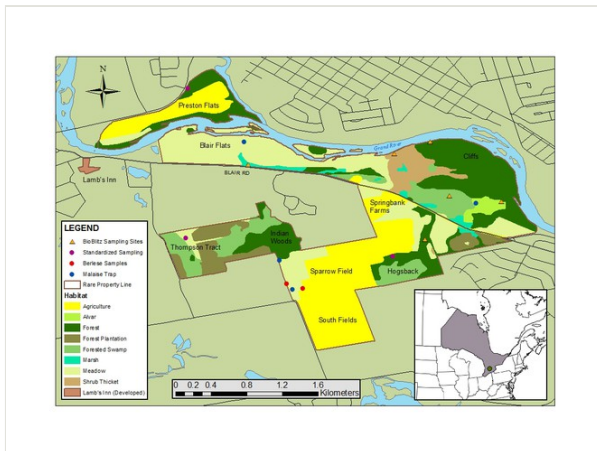 N
Preston Flats
Blair Flats
Grand River
Cliffs
BLAIR RD
Lamb's Inn
Springbank
Farms
Indian
Woods
Thompson Tract
Sparrow Field
Hogsback
South Fields
LEGEND
BioBlitz Sampling Sites
Standardized Sampling
Berlese Samples
Malaise Trap
Rare Property Line
Habitat
Agriculture
Alvar
Forest
Forest Plantation
Forested Swamp
Marsh
Meadow
Shrub Thicket
Lamb's Inn (Developed)
0 0.2 0.4 0.8 1.2 1.6
Kilometers